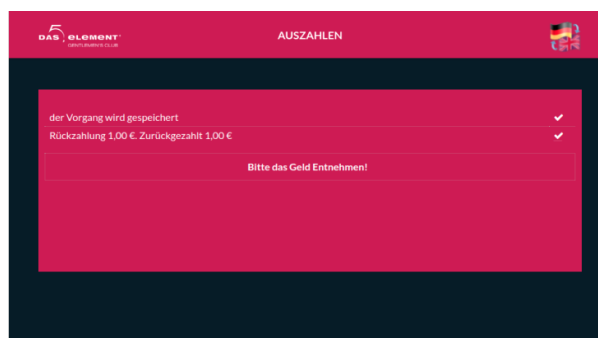 DAS 5 eLEMENT
GENTLEMEN'S CLUB
AUSZAHLEN
der Vorgang wird gespeichert
Rückzahlung 1,00 €. Zurückgezahlt 1,00 €
Bitte das Geld Entnehmen!